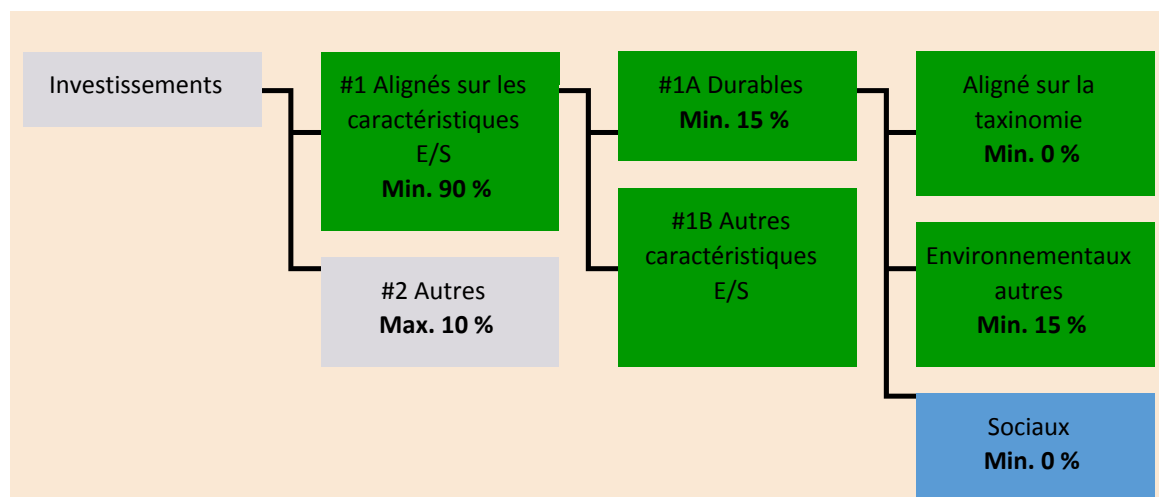 Investissements
#1 Alignés sur les
caractéristiques
E/S
Min. 90 %
#2 Autres
Max. 10 %
#1A Durables
Min. 15 %
#1B Autres
caractéristiques
E/S
Aligné sur la
taxinomie
Min. 0 %
Environnementaux
autres
Min. 15 %
Sociaux
Min. 0 %